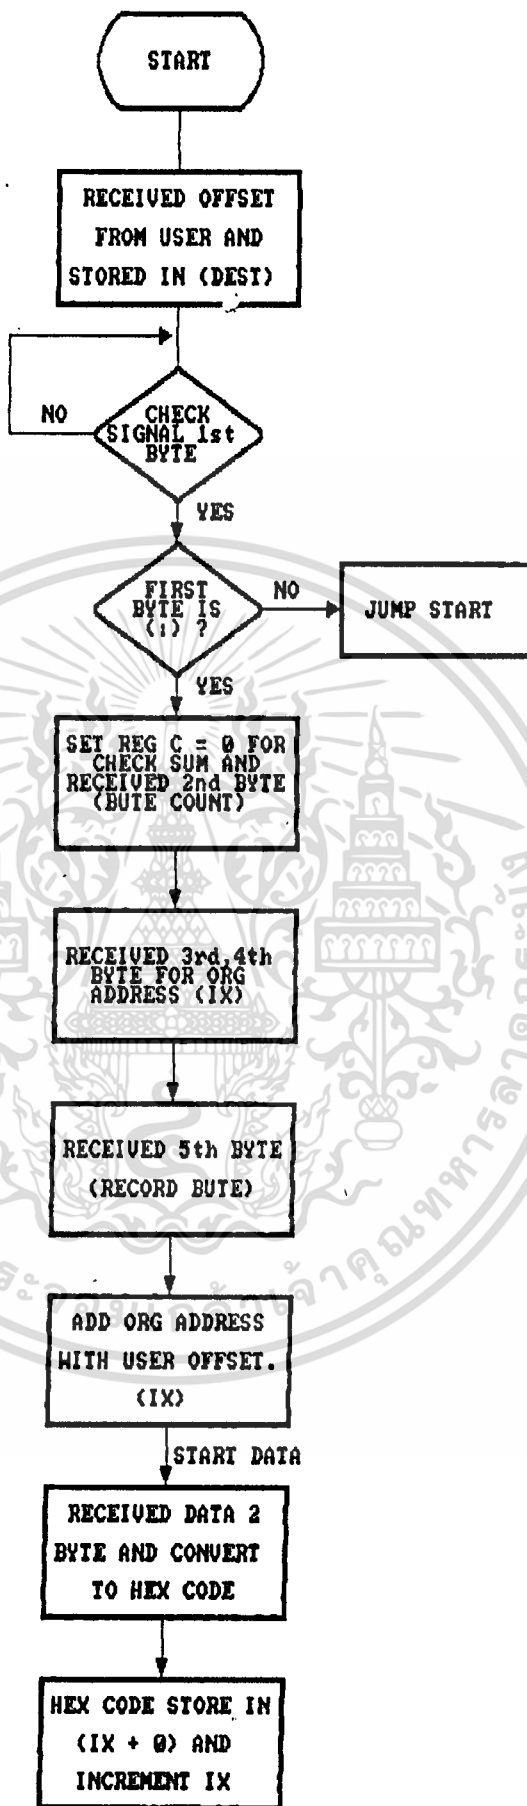 START
RECEIVED OFFSET
FROM USER AND
STORED IN (DEST)
NO
CHECK
SIGNAL 1st
BYTE
YES
FIRST
BYTE IS
(:) ?
NO
JUMP START
YES
SET REG C = 0 FOR
CHECK SUM AND
RECEIVED 2nd BYTE
(BUTE COUNT)
RECEIVED 3rd,4th
BYTE FOR ORG
ADDRESS (IX)
RECEIVED 5th BYTE
(RECORD BUTE)
ADD ORG ADDRESS
WITH USER OFFSET.
(IX)
START DATA
RECEIVED DATA 2
BYTE AND CONVERT
TO HEX CODE
HEX CODE STORE IN
(IX + 0) AND
INCREMENT IX